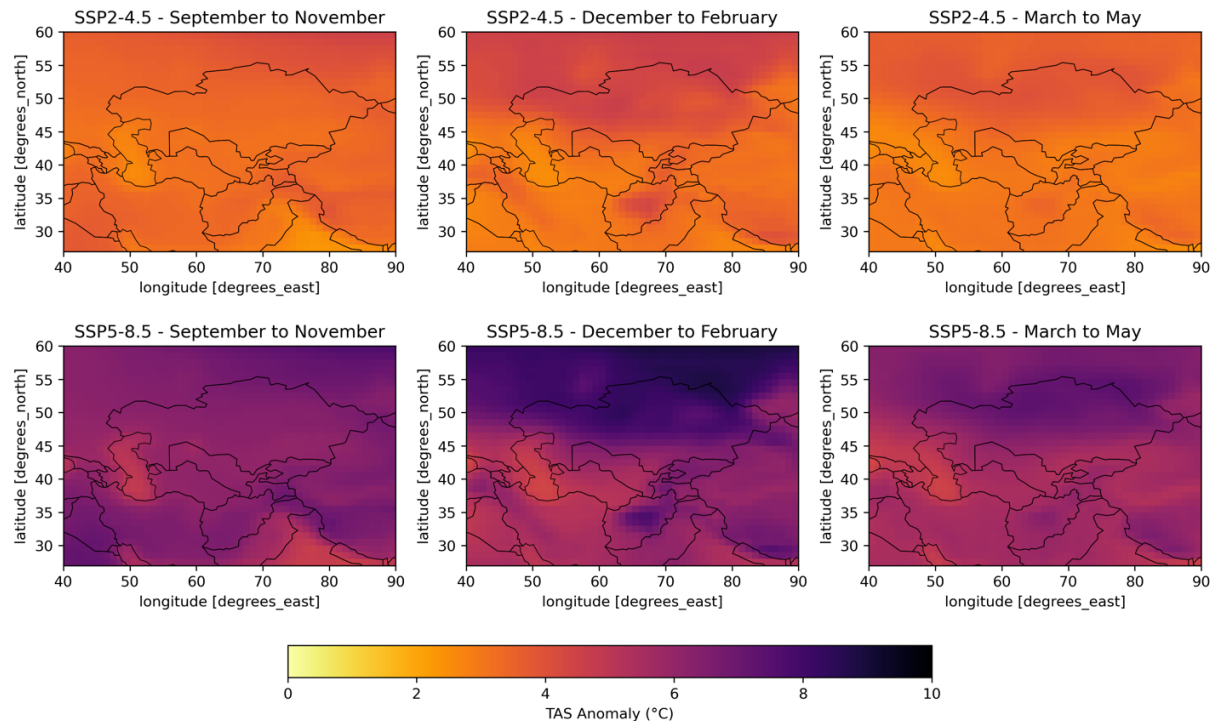 SSP2-4.5 - September to November
SSP2-4.5 - December to February
SSP2-4.5 - March to May
60
55
50
45
40
35
30
latitude [degrees_north]
40 50 60 70 80 90
longitude [degrees_east]
60
55
50
45
40
35
30
latitude [degrees_north]
40 50 60 70 80 90
longitude [degrees_east]
60
55
50
45
40
35
30
latitude [degrees_north]
40 50 60 70 80 90
longitude [degrees_east]
SSP5-8.5 - September to November
SSP5-8.5 - December to February
SSP5-8.5 - March to May
60
55
50
45
40
35
30
latitude [degrees_north]
40 50 60 70 80 90
longitude [degrees_east]
60
55
50
45
40
35
30
latitude [degrees_north]
40 50 60 70 80 90
longitude [degrees_east]
60
55
50
45
40
35
30
latitude [degrees_north]
40 50 60 70 80 90
longitude [degrees_east]
0 2 4 6 8 10
TAS Anomaly (°C)